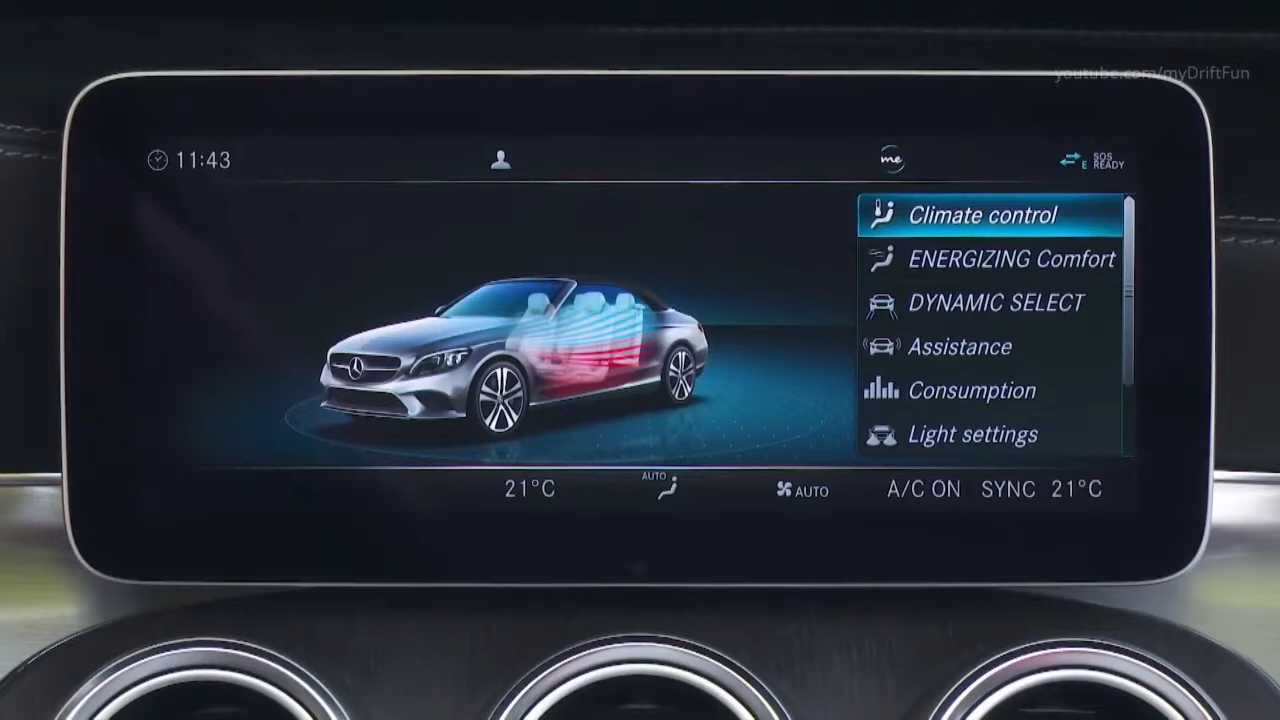 youtube.com/myDriftFun
11:43
me
E
SOS
READY
Climate control
ENERGIZING Comfort
DYNAMIC SELECT
Assistance
Consumption
Light settings
21°C
AUTO
AUTO
A/C ON SYNC 21°C